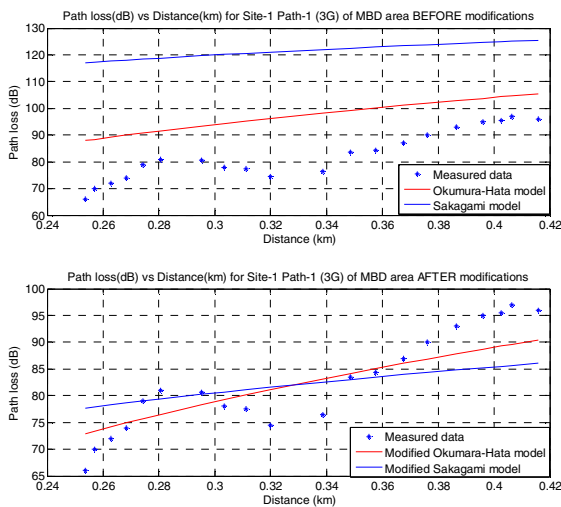 Path loss(dB) vs Distance(km) for Site-1 Path-1 (3G) of MBD area BEFORE modifications
130
120
110
100
90
80
70
60
Path loss (dB)
Measured data
Okumura-Hata model
Sakagami model
0.24 0.26 0.28 0.3 0.32 0.34 0.36 0.38 0.4 0.42
Distance (km)
Path loss(dB) vs Distance(km) for Site-1 Path-1 (3G) of MBD area AFTER modifications
100
95
90
85
80
75
70
65
Path loss (dB)
Measured data
Modified Okumara-Hata model
Modified Sakagami model
0.24 0.26 0.28 0.3 0.32 0.34 0.36 0.38 0.4 0.42
Distance (km)